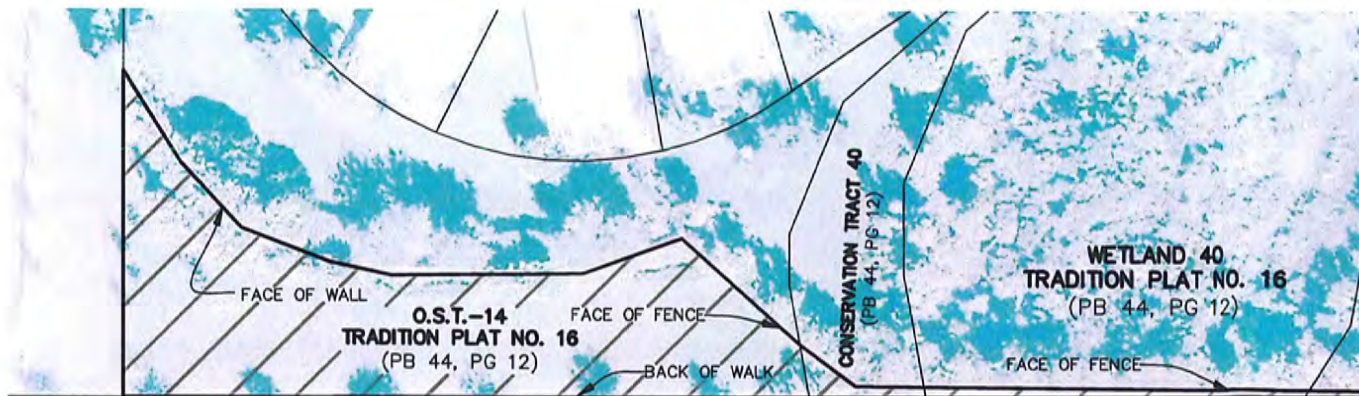 FACE OF WALL
O.S.T.-14
TRADITION PLAT NO. 16
(PB 44, PG 12)
FACE OF FENCE
BACK OF WALK
CONSERVATION TRACT 40
(PB 44, PG 12)
WETLAND 40
TRADITION PLAT NO. 16
(PB 44, PG 12)
FACE OF FENCE